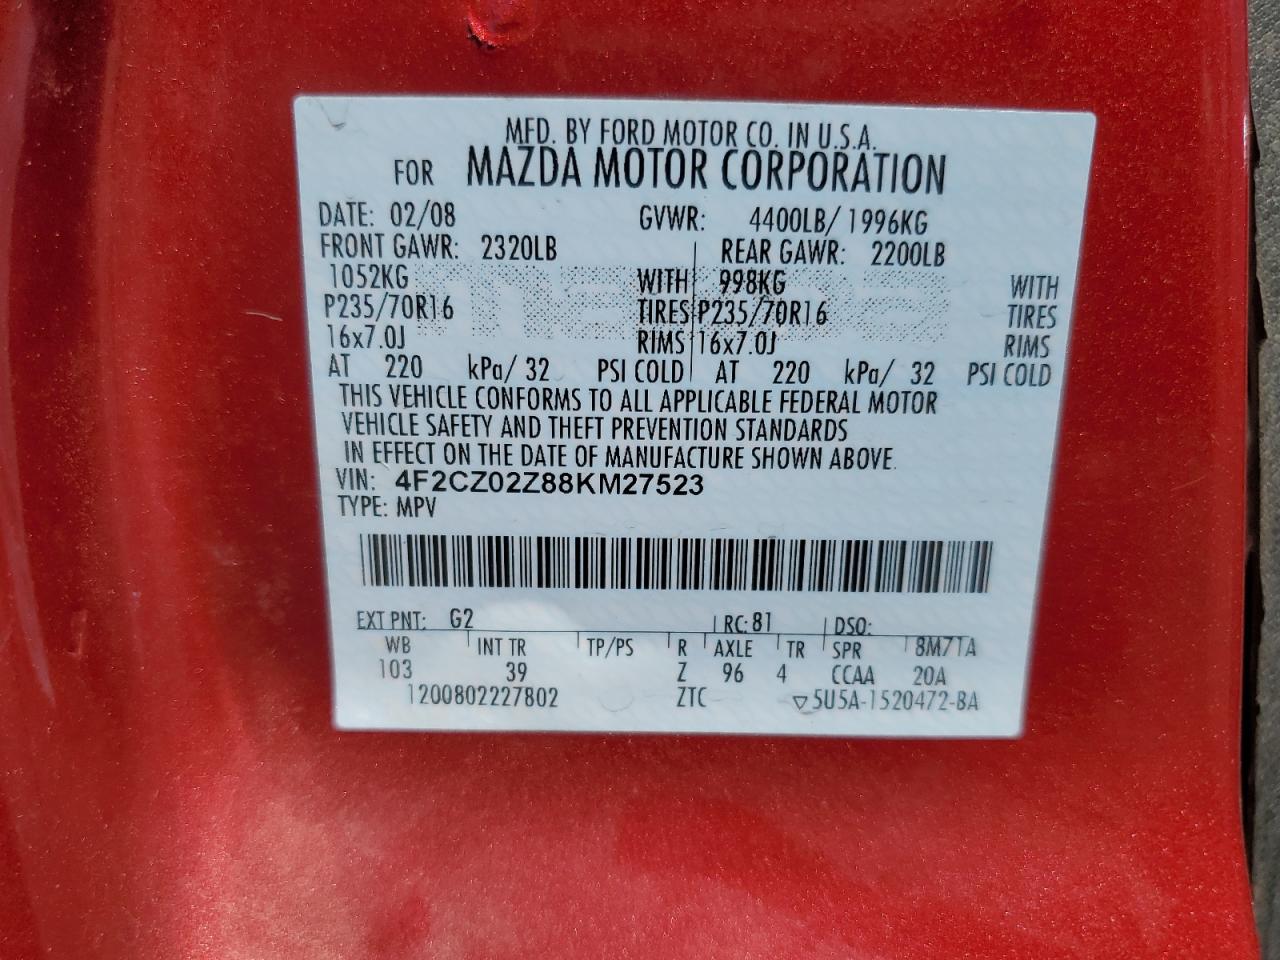 MFD. BY FORD MOTOR CO. IN U.S.A.
FOR MAZDA MOTOR CORPORATION
DATE: 02/08 GVWR: 4400LB/ 1996KG
FRONT GAWR: 2320LB REAR GAWR: 2200LB
1052KG WITH 998KG WITH
P235/70R16 TIRES P235/70R16 TIRES
16x7.0J RIMS 16x7.0J RIMS
AT 220 kPa/ 32 PSI COLD AT 220 kPa/ 32 PSI COLD
THIS VEHICLE CONFORMS TO ALL APPLICABLE FEDERAL MOTOR
VEHICLE SAFETY AND THEFT PREVENTION STANDARDS
IN EFFECT ON THE DATE OF MANUFACTURE SHOWN ABOVE.
VIN: 4F2CZ02Z88KM27523
TYPE: MPV
EXT PNT: G2 RC: 81 DSO:
WB INT TR TP/PS R AXLE TR SPR 8M71A
103 39 Z 96 4 CCAA 20A
1200802227802 ZTC ▽5U5A-1520472-BA
mazda